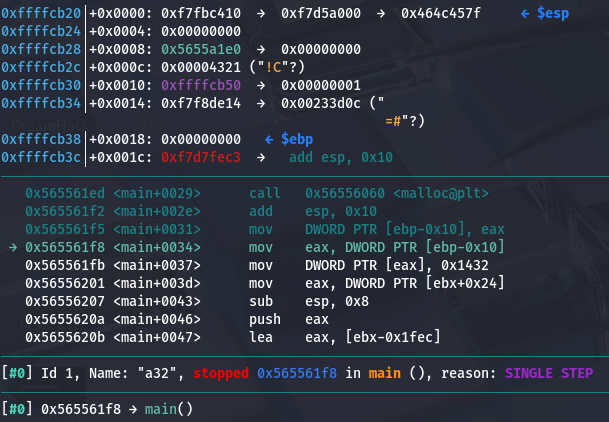 0xffffcb20│+0x0000: 0xf7fbc410  →  0xf7d5a000  →  0x464c457f     ← $esp
0xffffcb24│+0x0004: 0x00000000
0xffffcb28│+0x0008: 0x5655a1e0  →  0x00000000
0xffffcb2c│+0x000c: 0x00004321 ("!C"?)
0xffffcb30│+0x0010: 0xffffcb50  →  0x00000001
0xffffcb34│+0x0014: 0xf7f8de14  →  0x00233d0c ("
=#"?)
0xffffcb38│+0x0018: 0x00000000   ← $ebp
0xffffcb3c│+0x001c: 0xf7d7fec3  →   add esp, 0x10
0x565561ed <main+0029>      call   0x56556060 <malloc@plt>
0x565561f2 <main+002e>      add    esp, 0x10
0x565561f5 <main+0031>      mov    DWORD PTR [ebp-0x10], eax
→ 0x565561f8 <main+0034>      mov    eax, DWORD PTR [ebp-0x10]
0x565561fb <main+0037>      mov    DWORD PTR [eax], 0x1432
0x56556201 <main+003d>      mov    eax, DWORD PTR [ebx+0x24]
0x56556207 <main+0043>      sub    esp, 0x8
0x5655620a <main+0046>      push   eax
0x5655620b <main+0047>      lea    eax, [ebx-0x1fec]
[#0] Id 1, Name: "a32", stopped 0x565561f8 in main (), reason: SINGLE STEP
[#0] 0x565561f8 → main()